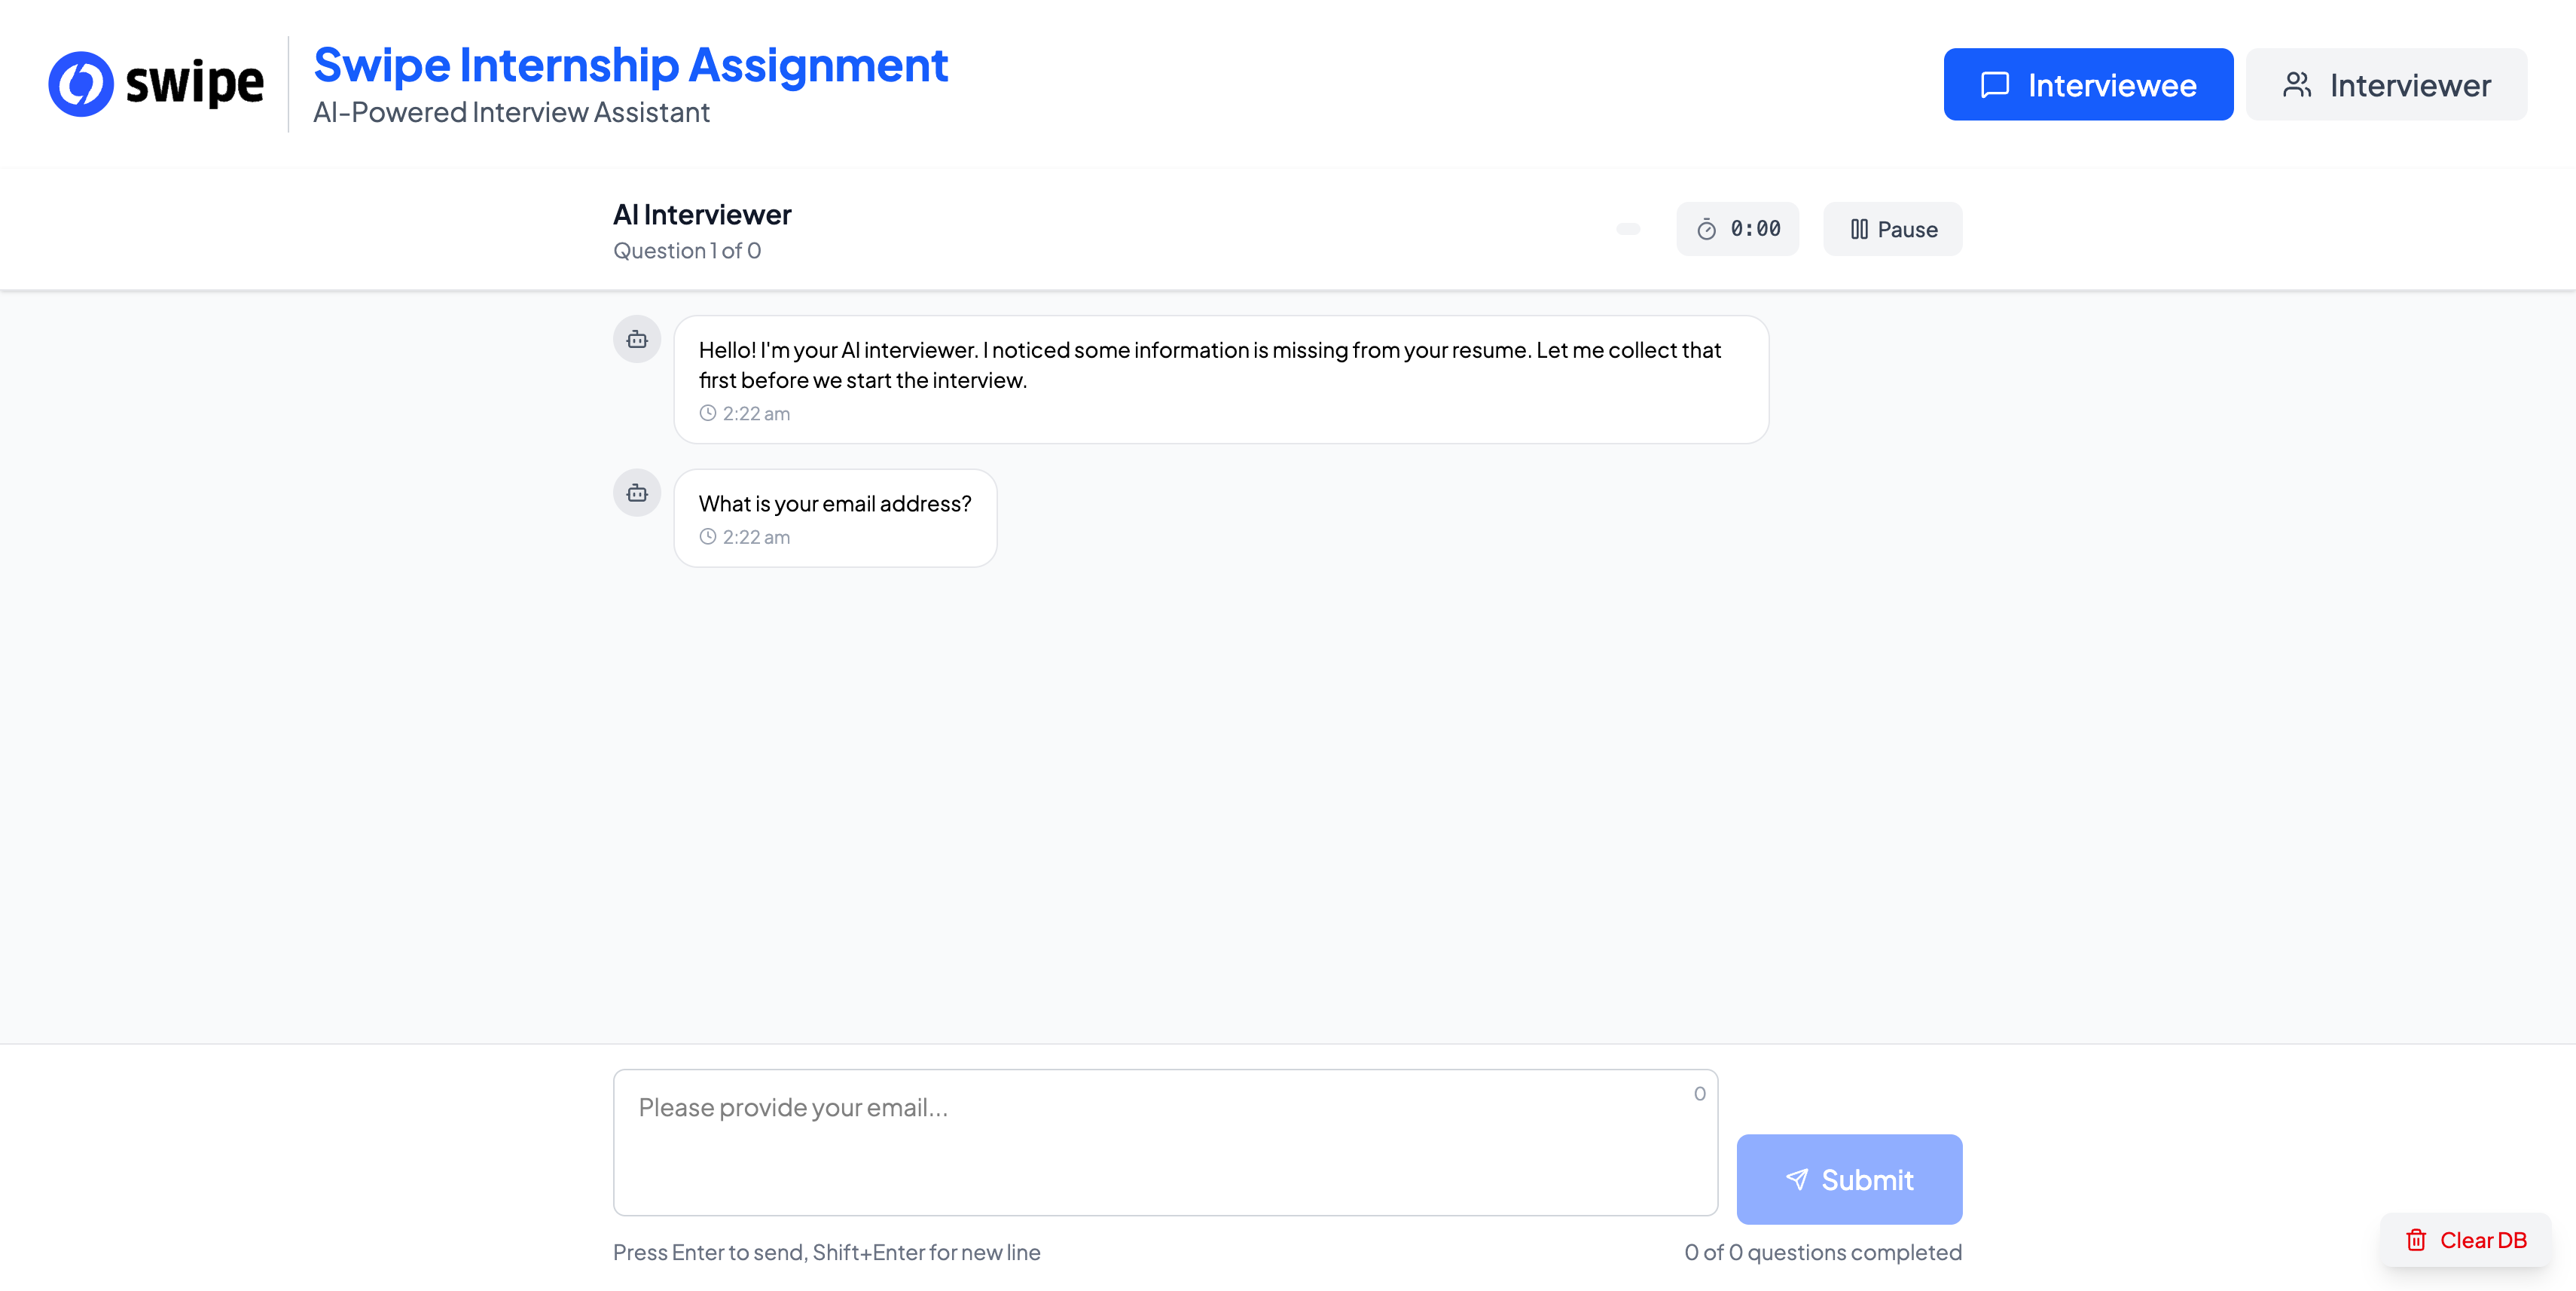 swipe
Swipe Internship Assignment
AI-Powered Interview Assistant
Interviewee
Interviewer
AI Interviewer
Question 1 of 0
0:00
Pause
Hello! I'm your AI interviewer. I noticed some information is missing from your resume. Let me collect that
first before we start the interview.
2:22 am
What is your email address?
2:22 am
Please provide your email...
0
Submit
Press Enter to send, Shift+Enter for new line
0 of 0 questions completed
Clear DB